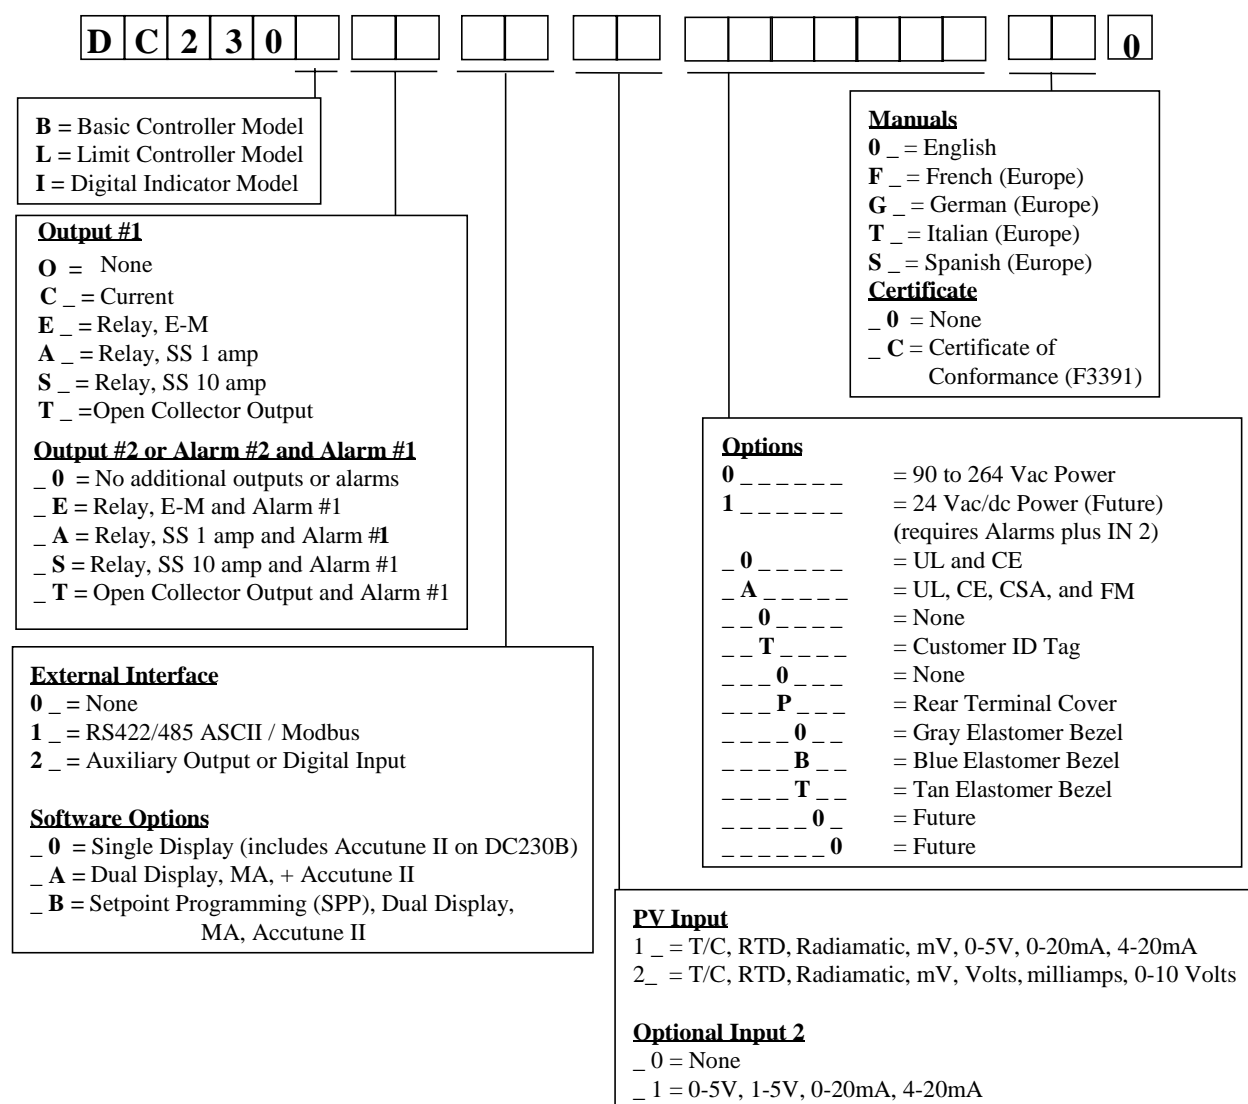 D C 2 3 0 0
B = Basic Controller Model
L = Limit Controller Model
I = Digital Indicator Model
Output #1
O = None
C _ = Current
E _ = Relay, E-M
A _ = Relay, SS 1 amp
S _ = Relay, SS 10 amp
T _ =Open Collector Output
Output #2 or Alarm #2 and Alarm #1
_ 0 = No additional outputs or alarms
_ E = Relay, E-M and Alarm #1
_ A = Relay, SS 1 amp and Alarm #1
_ S = Relay, SS 10 amp and Alarm #1
_ T = Open Collector Output and Alarm #1
External Interface
0 _ = None
1 _ = RS422/485 ASCII / Modbus
2 _ = Auxiliary Output or Digital Input
Software Options
_ 0 = Single Display (includes Accutune II on DC230B)
_ A = Dual Display, MA, + Accutune II
_ B = Setpoint Programming (SPP), Dual Display,
MA, Accutune II
Manuals
0 _ = English
F _ = French (Europe)
G _ = German (Europe)
T _ = Italian (Europe)
S _ = Spanish (Europe)
Certificate
_ 0 = None
_ C = Certificate of
Conformance (F3391)
Options
0 _ _ _ _ _ _ = 90 to 264 Vac Power
1 _ _ _ _ _ _ = 24 Vac/dc Power (Future)
(requires Alarms plus IN 2)
_ 0 _ _ _ _ _ = UL and CE
_ A _ _ _ _ _ = UL, CE, CSA, and FM
_ _ 0 _ _ _ _ = None
_ _ T _ _ _ _ = Customer ID Tag
_ _ _ 0 _ _ _ = None
_ _ _ P _ _ _ = Rear Terminal Cover
_ _ _ _ 0 _ _ = Gray Elastomer Bezel
_ _ _ _ B _ _ = Blue Elastomer Bezel
_ _ _ _ T _ _ = Tan Elastomer Bezel
_ _ _ _ _ 0 _ = Future
_ _ _ _ _ _ 0 = Future
PV Input
1 _ = T/C, RTD, Radiamatic, mV, 0-5V, 0-20mA, 4-20mA
2_ = T/C, RTD, Radiamatic, mV, Volts, milliamps, 0-10 Volts
Optional Input 2
_ 0 = None
_ 1 = 0-5V, 1-5V, 0-20mA, 4-20mA